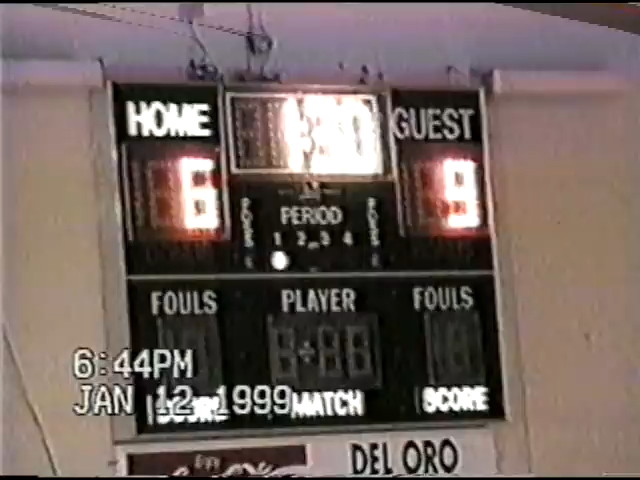 HOME
GUEST
6
9
PERIOD
POSS
POSS
1 2 3 4
FOULS
PLAYER
FOULS
6:44PM
JAN 12 1999
SCORE
MATCH
SCORE
DEL ORO